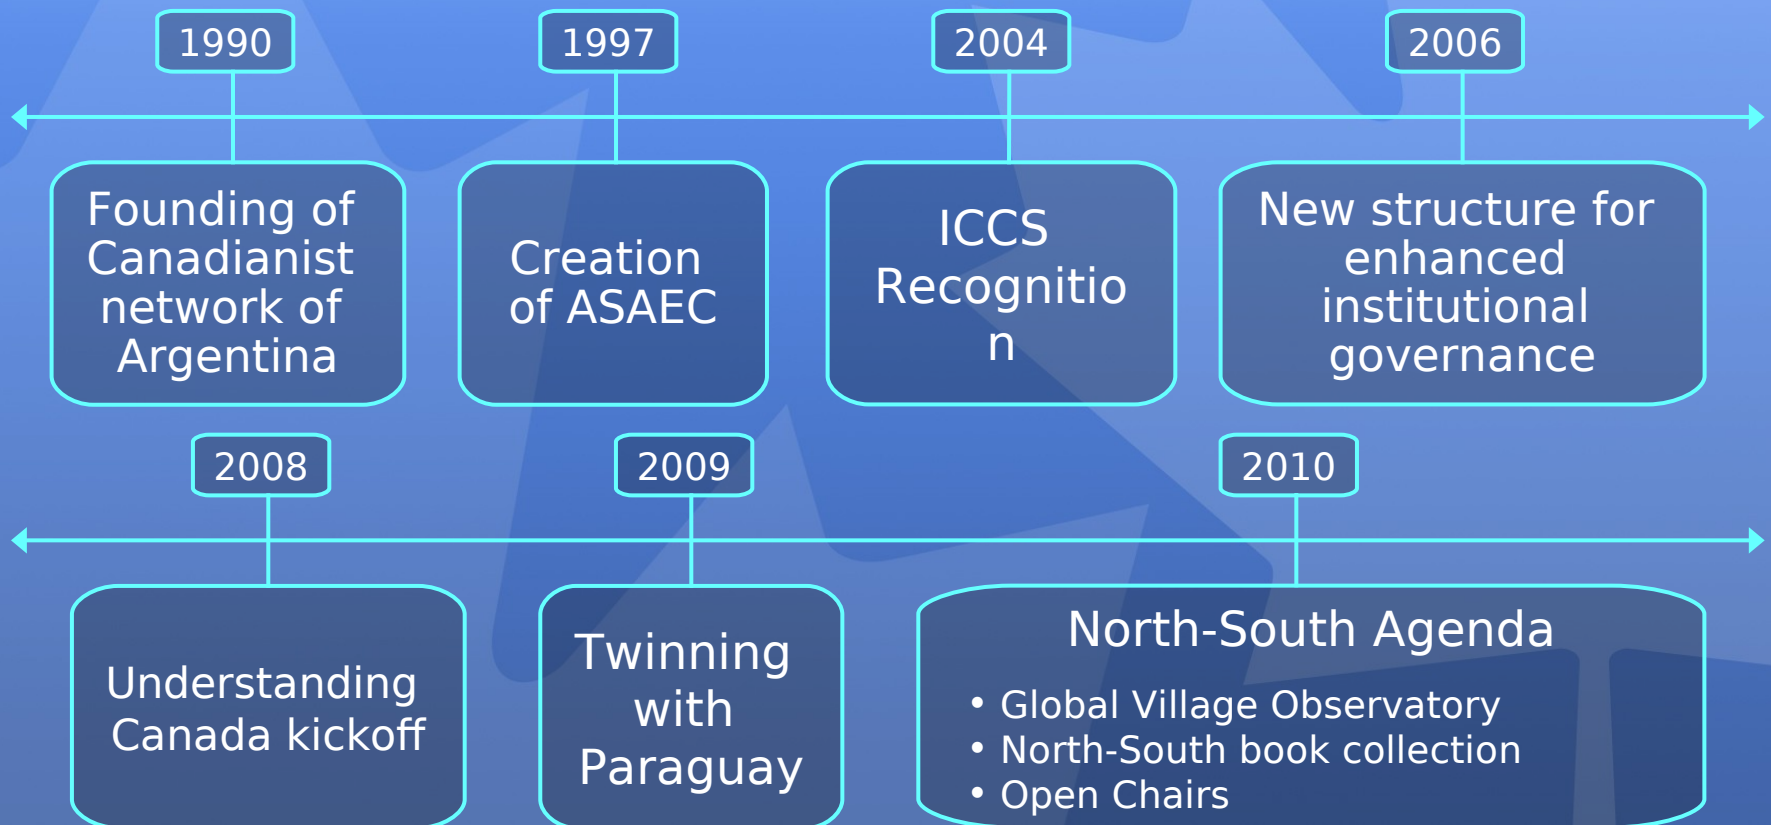 1990
1997
2004
2006
Founding of
Canadianist
network of
Argentina
Creation
of ASAEC
ICCS
Recognitio
n
New structure for
enhanced
institutional
governance
2008
2009
2010
Understanding
Canada kickoff
Twinning
with
Paraguay
North-South Agenda
• Global Village Observatory
• North-South book collection
• Open Chairs